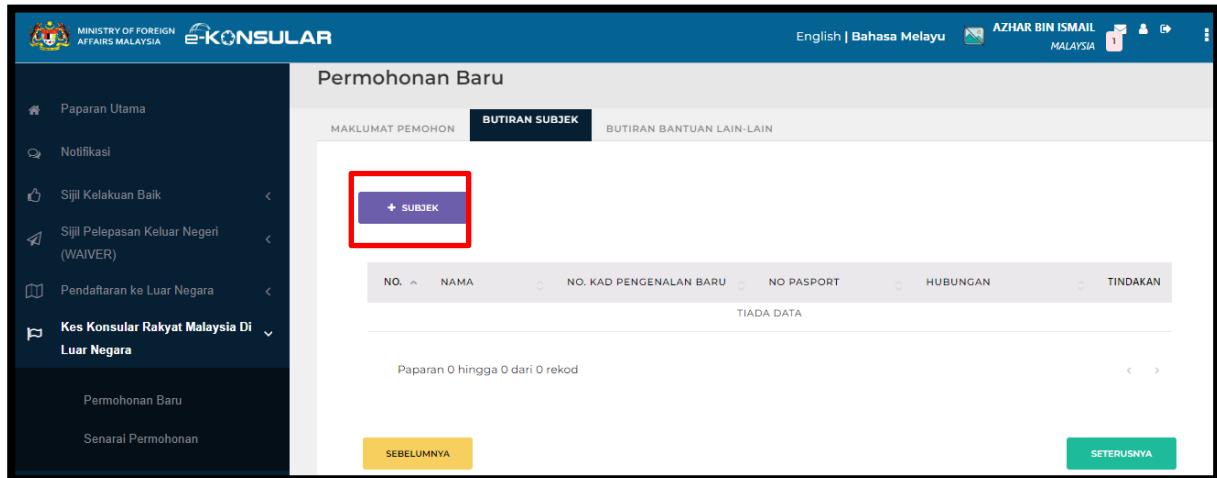 MINISTRY OF FOREIGN
AFFAIRS MALAYSIA
e-KONSULAR
English | Bahasa Melayu
AZHAR BIN ISMAIL
MALAYSIA
1
Permohonan Baru
Paparan Utama
Notifikasi
Sijil Kelakuan Baik
Sijil Pelepasan Keluar Negeri
(WAIVER)
Pendaftaran ke Luar Negara
Kes Konsular Rakyat Malaysia Di
Luar Negara
Permohonan Baru
Senarai Permohonan
MAKLUMAT PEMOHON BUTIRAN SUBJEK BUTIRAN BANTUAN LAIN-LAIN
+ SUBJEK
NO. NAMA NO. KAD PENGENALAN BARU NO PASPORT HUBUNGAN TINDAKAN
TIADA DATA
Paparan 0 hingga 0 dari 0 rekod
SEBELUMNYA SETERUSNYA